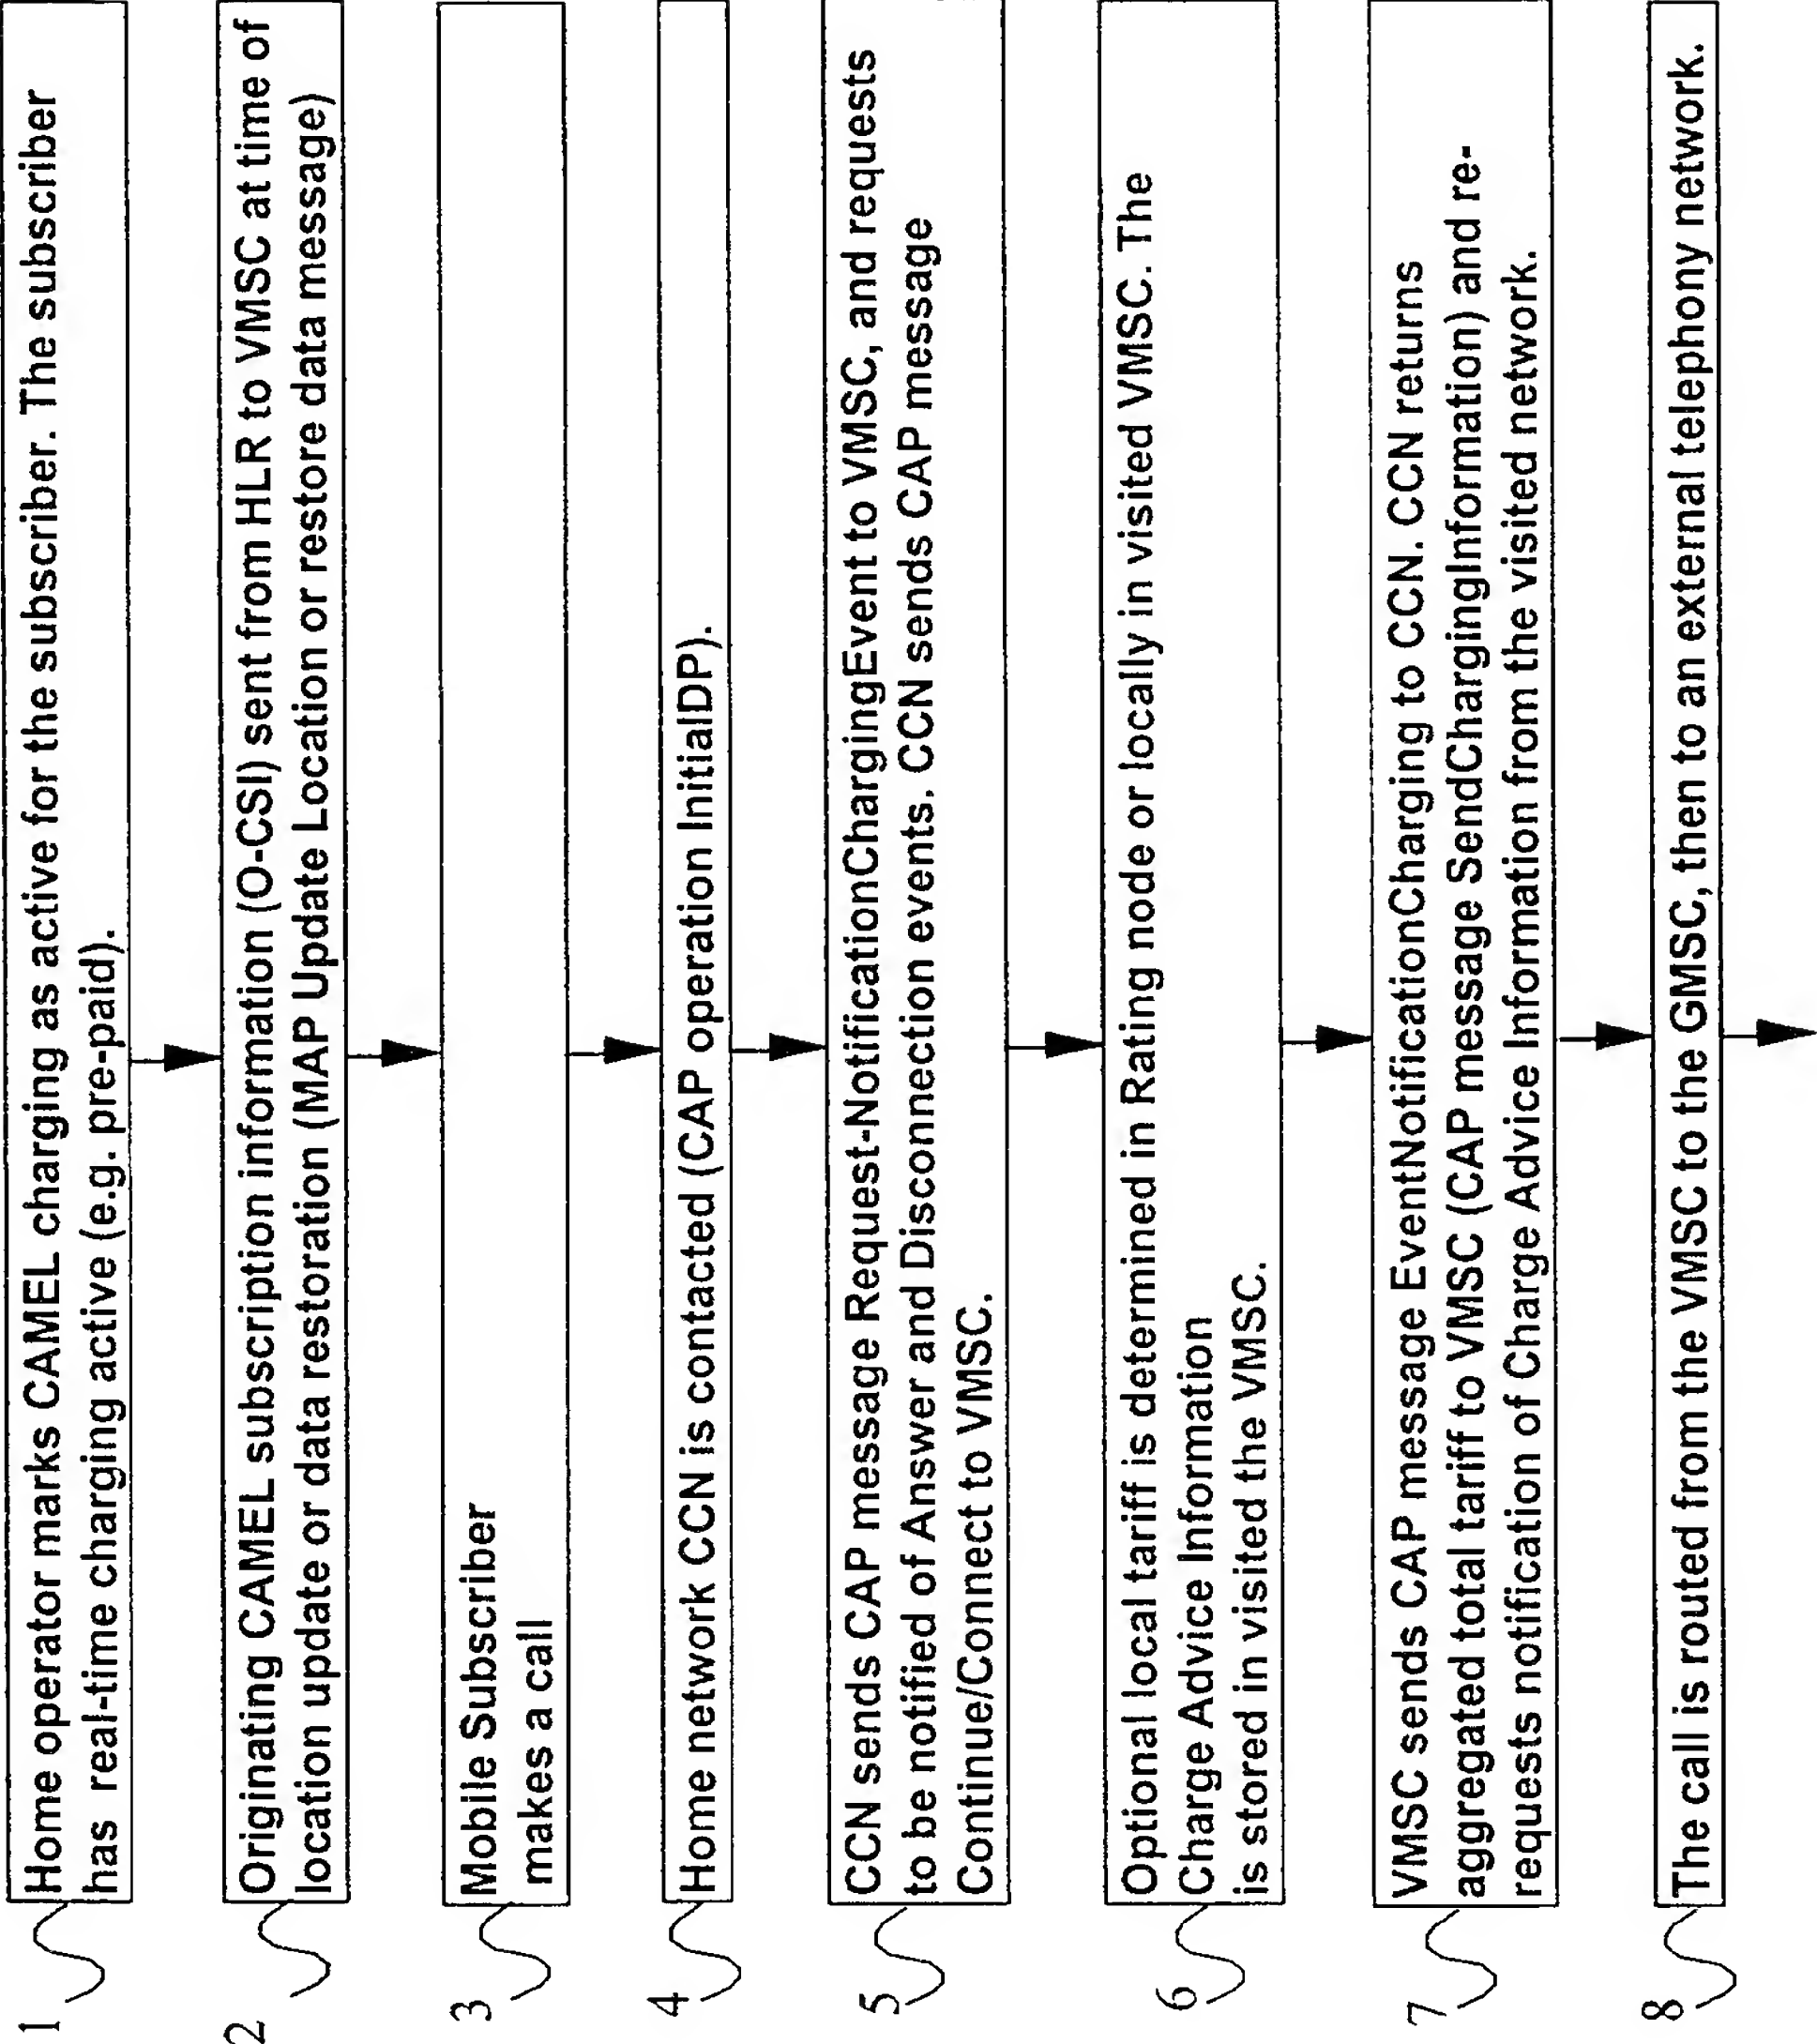 1
Home operator marks CAMEL charging as active for the subscriber. The subscriber
has real-time charging active (e.g. pre-paid).
2
Originating CAMEL subscription information (O-CSI) sent from HLR to VMSC at time of
location update or data restoration (MAP Update Location or restore data message)
3
Mobile Subscriber
makes a call
4
Home network CCN is contacted (CAP operation InitialDP).
5
CCN sends CAP message Request-NotificationChargingEvent to VMSC, and requests
to be notified of Answer and Disconnection events. CCN sends CAP message
Continue/Connect to VMSC.
6
Optional local tariff is determined in Rating node or locally in visited VMSC. The
Charge Advice Information
is stored in visited the VMSC.
7
VMSC sends CAP message EventNotificationCharging to CCN. CCN returns
aggregated total tariff to VMSC (CAP message SendChargingInformation) and re-
requests notification of Charge Advice Information from the visited network.
8
The call is routed from the VMSC to the GMSC, then to an external telephony network.